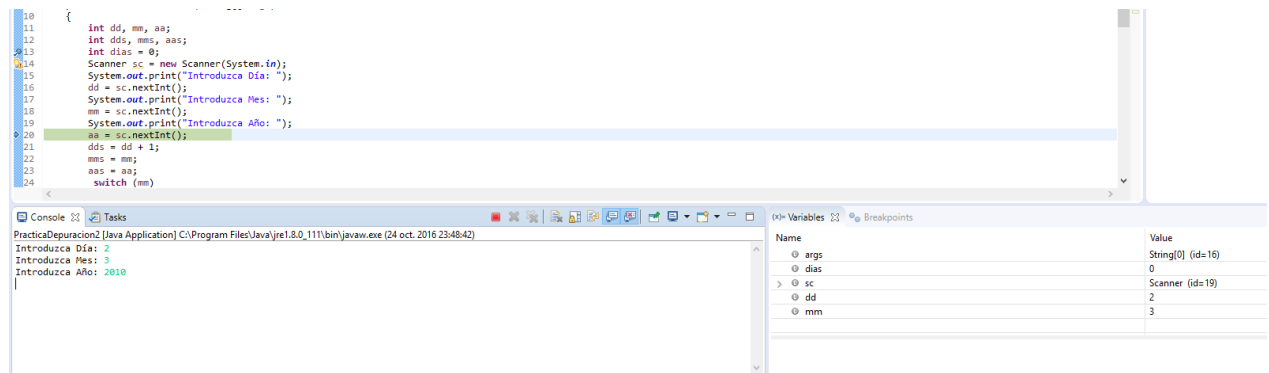 10 {
11 int dd, mm, aa;
12 int dds, mms, aas;
13 int dias = 0;
14 Scanner sc = new Scanner(System.in);
15 System.out.print("Introduzca Día: ");
16 dd = sc.nextInt();
17 System.out.print("Introduzca Mes: ");
18 mm = sc.nextInt();
19 System.out.print("Introduzca Año: ");
20 aa = sc.nextInt();
21 dds = dd + 1;
22 mms = mm;
23 aas = aa;
24 switch (mm)
Console Tasks
PracticaDepuracion2 [Java Application] C:\Program Files\Java\jre1.8.0_111\bin\javaw.exe (24 oct. 2016 23:48:42)
Introduzca Día: 2
Introduzca Mes: 3
Introduzca Año: 2010
(x)= Variables Breakpoints
Name Value
args String[0] (id=16)
dias 0
sc Scanner (id=19)
dd 2
mm 3